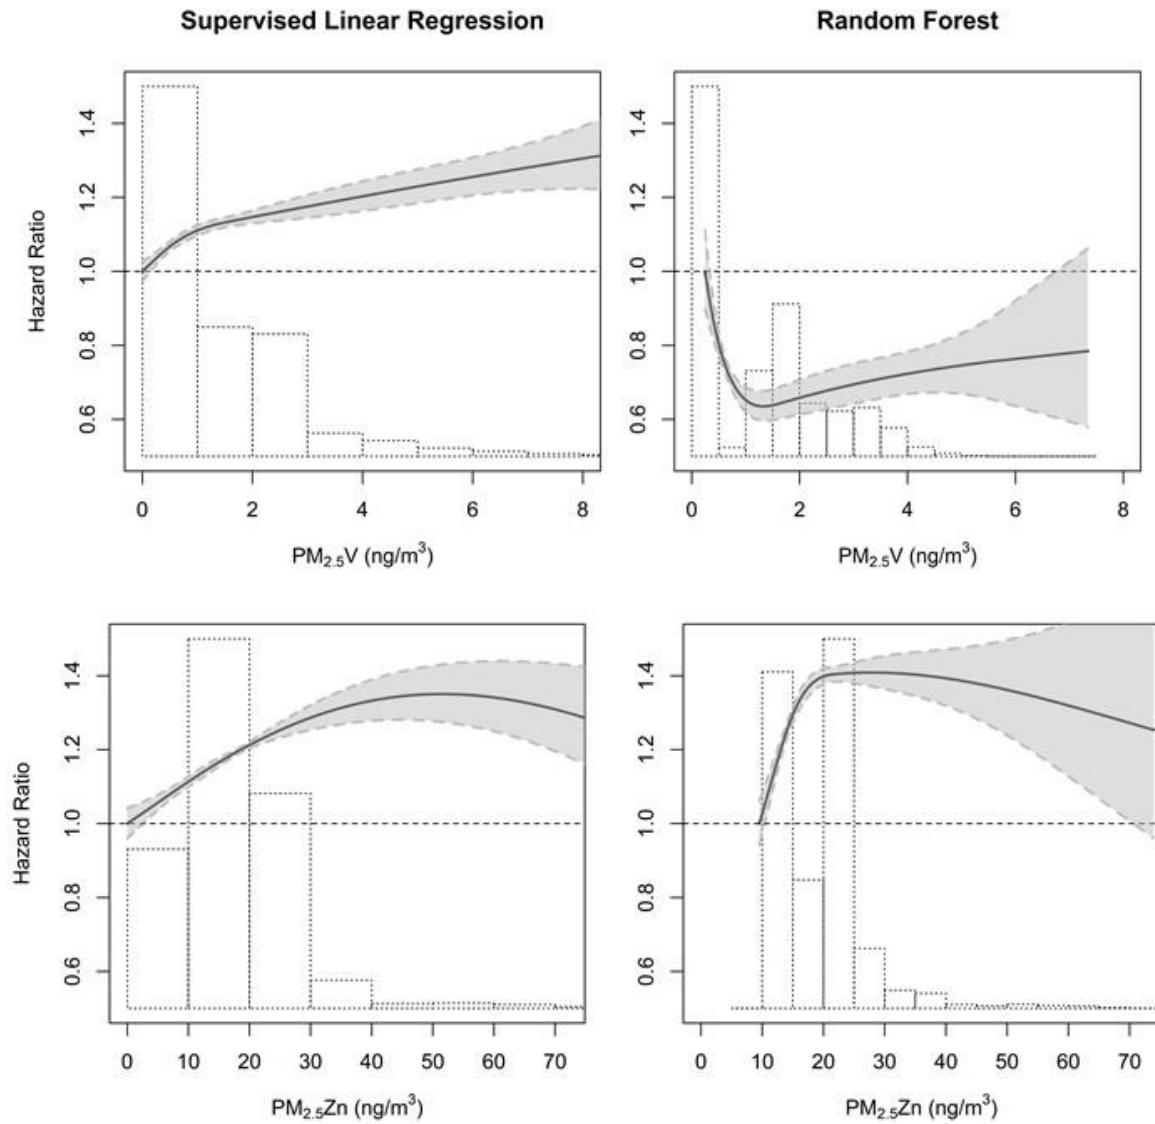 Supervised Linear Regression
Random Forest
Hazard Ratio
1.4
1.2
1.0
0.8
0.6
0 2 4 6 8
PM2.5V (ng/m3)
0.6
0.8
1.0
1.2
1.4
0 2 4 6 8
PM2.5V (ng/m3)
Hazard Ratio
1.4
1.2
1.0
0.8
0.6
0 10 20 30 40 50 60 70
PM2.5Zn (ng/m3)
1.4
1.2
1.0
0.8
0.6
0 10 20 30 40 50 60 70
PM2.5Zn (ng/m3)